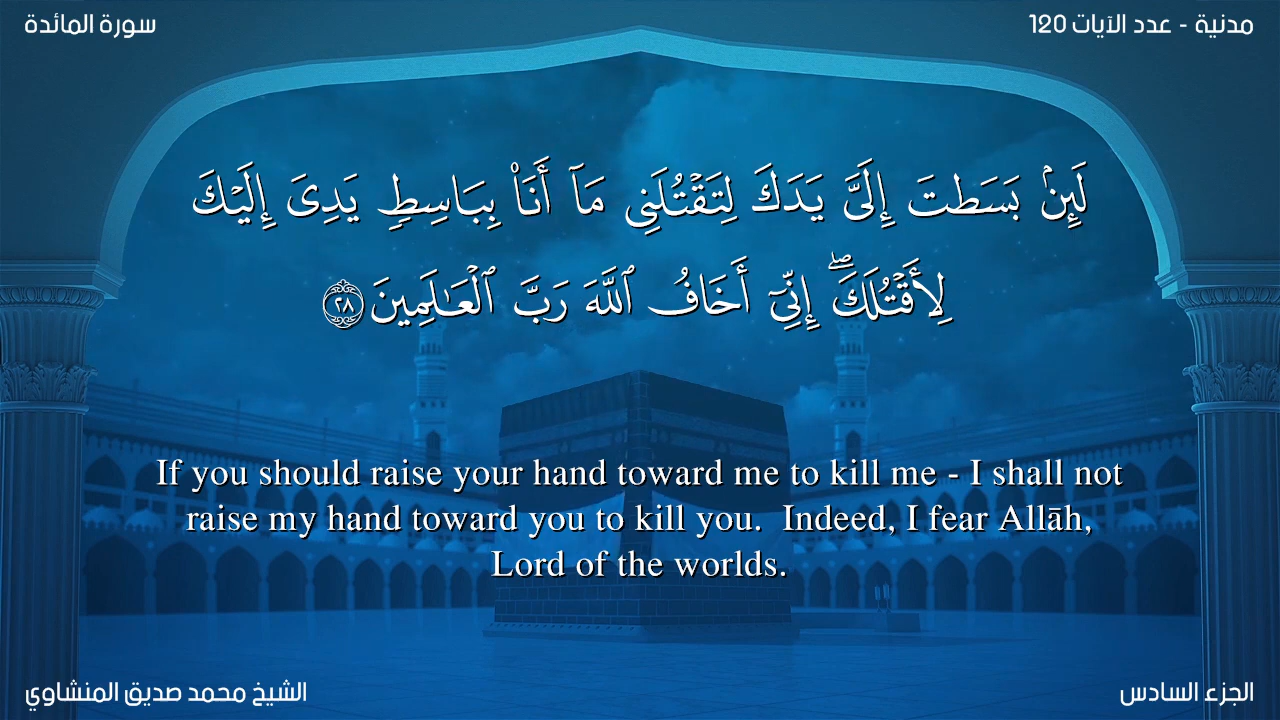 سورة المائدة
مدنية - عدد الآيات 120
لَئِنۢ بَسَطتَ إِلَىَّ يَدَكَ لِتَقْتُلَنِى مَآ أَنَا۠ بِبَاسِطٍ يَدِىَ إِلَيْكَ
لِأَقْتُلَكَ ۖ إِنِّىٓ أَخَافُ ٱللَّهَ رَبَّ ٱلْعَـٰلَمِينَ ٢٨
If you should raise your hand toward me to kill me - I shall not
raise my hand toward you to kill you.  Indeed, I fear Allāh,
Lord of the worlds.
الشيخ محمد صديق المنشاوي
الجزء السادس